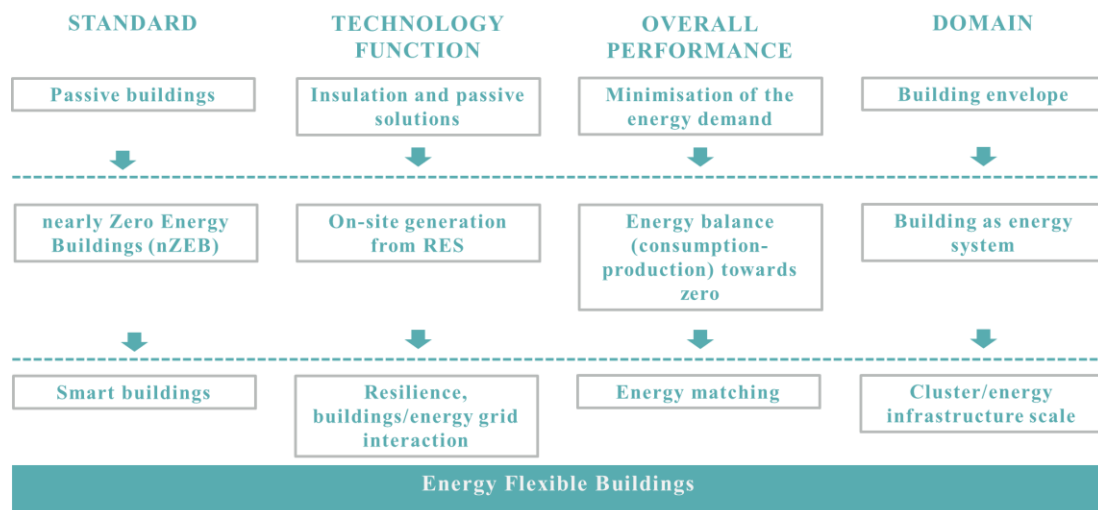 STANDARD
TECHNOLOGY
FUNCTION
OVERALL
PERFORMANCE
DOMAIN
Passive buildings
Insulation and passive
solutions
Minimisation of the
energy demand
Building envelope
nearly Zero Energy
Buildings (nZEB)
On-site generation
from RES
Energy balance
(consumption-
production) towards
zero
Building as energy
system
Smart buildings
Resilience,
buildings/energy grid
interaction
Energy matching
Cluster/energy
infrastructure scale
Energy Flexible Buildings